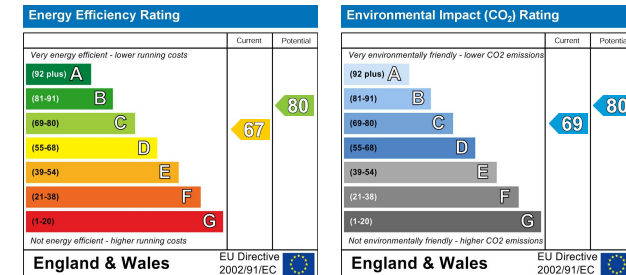 Energy Efficiency Rating
Current Potential
Very energy efficient - lower running costs
(92 plus) A
(81-91) B
80
(69-80) C
67
(55-68) D
(39-54) E
(21-38) F
(1-20) G
Not energy efficient - higher running costs
England & Wales
EU Directive
2002/91/EC
Environmental Impact (CO₂) Rating
Current Potential
Very environmentally friendly - lower CO2 emissions
(92 plus) A
(81-91) B
80
(69-80) C
69
(55-68) D
(39-54) E
(21-38) F
(1-20) G
Not environmentally friendly - higher CO2 emissions
England & Wales
EU Directive
2002/91/EC